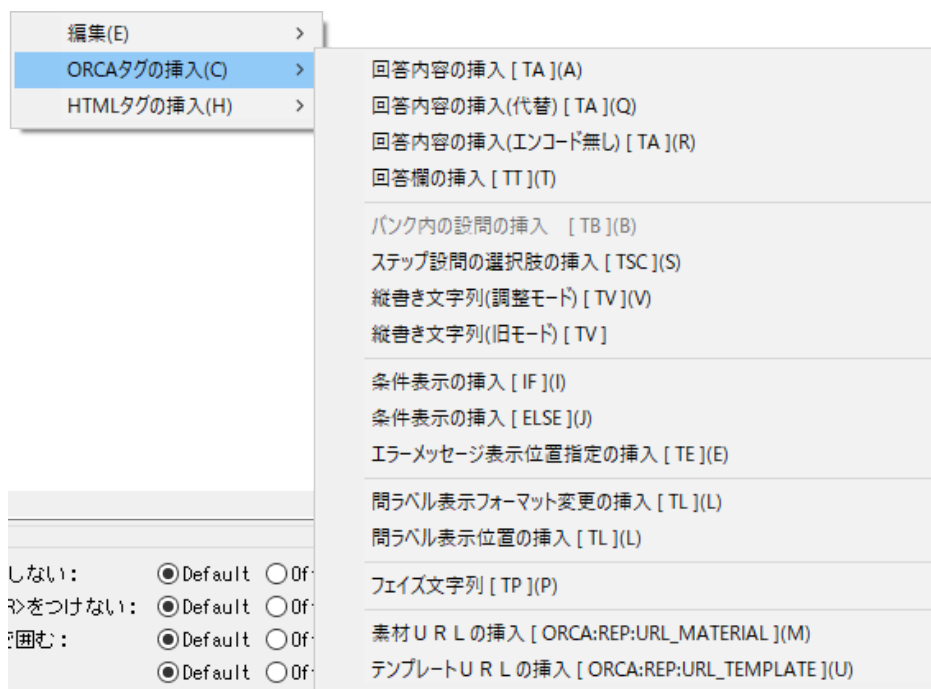 編集(E)
ORCAタグの挿入(C)
HTMLタグの挿入(H)
回答内容の挿入 [ TA ](A)
回答内容の挿入(代替) [ TA ](Q)
回答内容の挿入(エンコード無し) [ TA ](R)
回答欄の挿入 [ TT ](T)
バンク内の設問の挿入　[ TB ](B)
ステップ設問の選択肢の挿入 [ TSC ](S)
縦書き文字列(調整モード) [ TV ](V)
縦書き文字列(旧モード) [ TV ]
条件表示の挿入 [ IF ](I)
条件表示の挿入 [ ELSE ](J)
エラーメッセージ表示位置指定の挿入 [ TE ](E)
問ラベル表示フォーマット変更の挿入 [ TL ](L)
問ラベル表示位置の挿入 [ TL ](L)
フェイズ文字列 [ TP ](P)
素材ＵＲＬの挿入 [ ORCA:REP:URL_MATERIAL ](M)
テンプレートＵＲＬの挿入 [ ORCA:REP:URL_TEMPLATE ](U)
しない： Default Of
R>をつけない： Default Of
で囲む： Default Of
Default Of